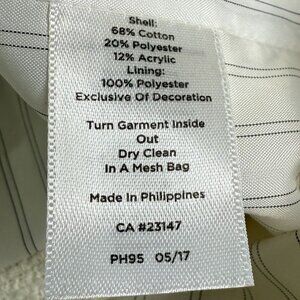 Shell:
68% Cotton
20% Polyester
12% Acrylic
Lining:
100% Polyester
Exclusive Of Decoration
Turn Garment Inside
Out
Dry Clean
In A Mesh Bag
Made In Philippines
CA #23147
PH95 05/17